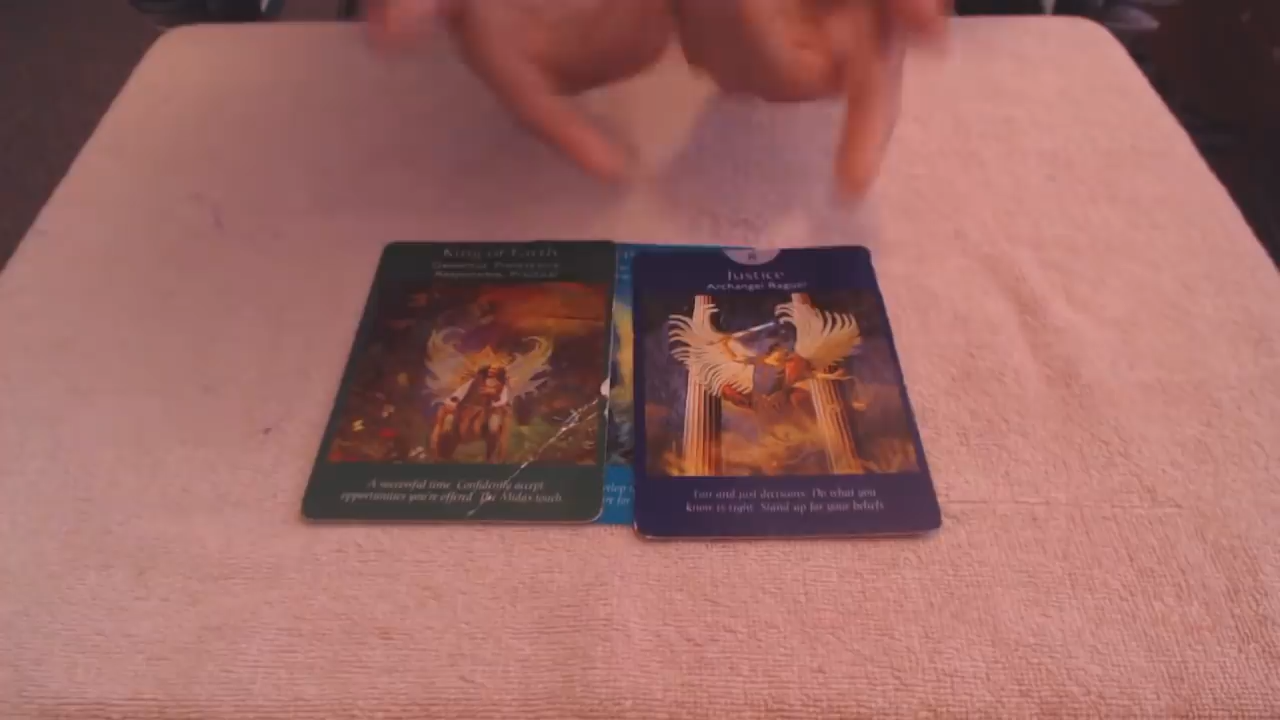 King of Earth
A successful time. Confidently accept
opportunities you're offered. The Midas touch.
8
Justice
Archangel Raguel
Fair and just decisions. Do what you
know is right. Stand up for your beliefs